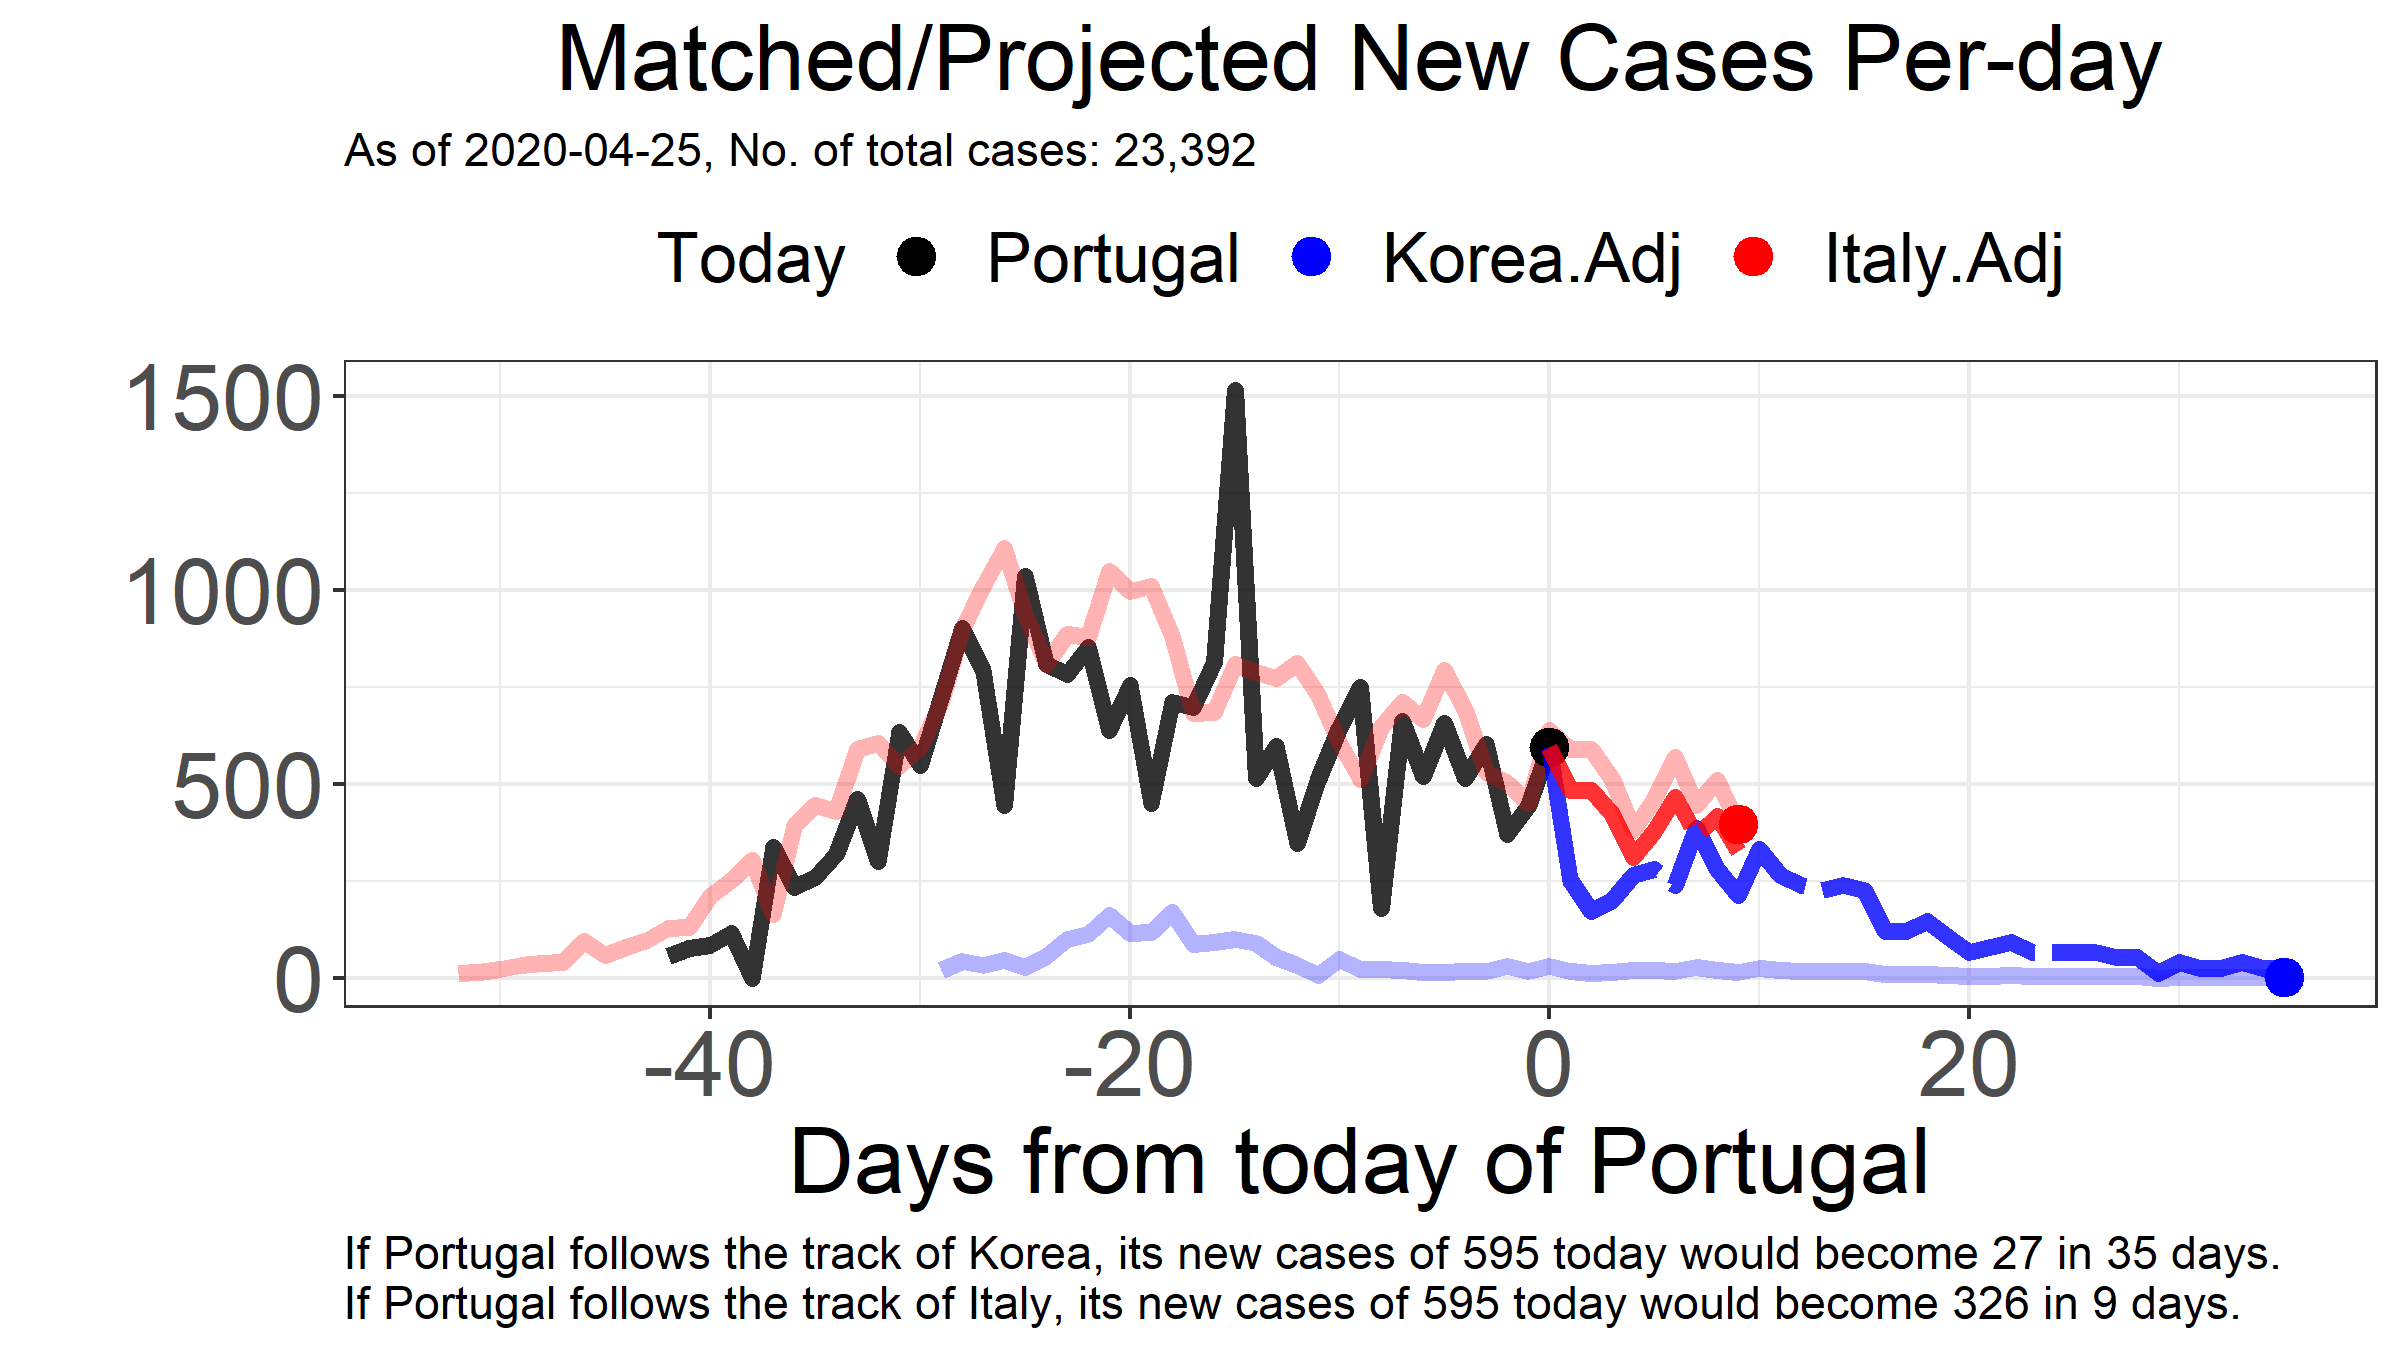 Matched/Projected New Cases Per-day
As of 2020-04-25, No. of total cases: 23,392
Today Portugal Korea.Adj Italy.Adj
1500
1000
500
0
-40 -20 0 20
Days from today of Portugal
If Portugal follows the track of Korea, its new cases of 595 today would become 27 in 35 days.
If Portugal follows the track of Italy, its new cases of 595 today would become 326 in 9 days.